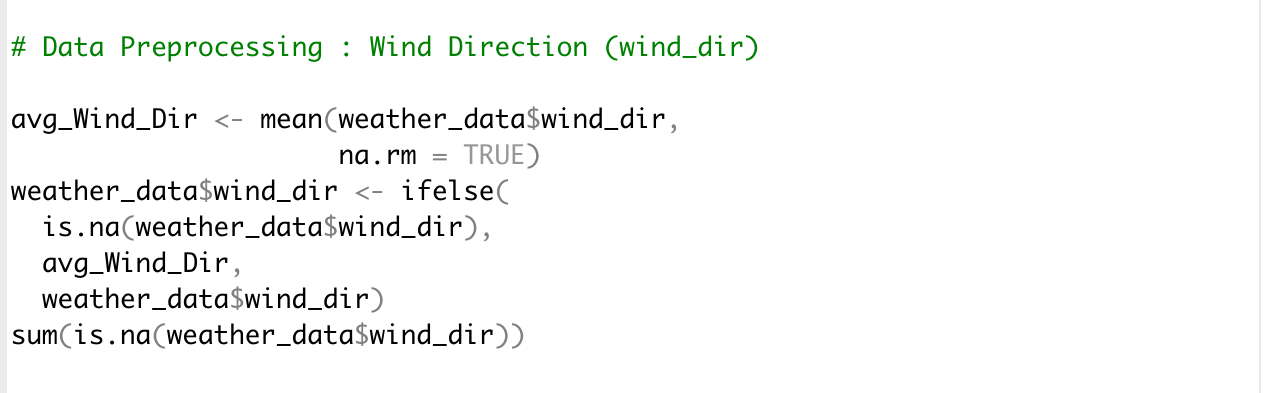 # Data Preprocessing : Wind Direction (wind_dir)
avg_Wind_Dir <- mean(weather_data$wind_dir,
                     na.rm = TRUE)
weather_data$wind_dir <- ifelse(
  is.na(weather_data$wind_dir),
  avg_Wind_Dir,
  weather_data$wind_dir)
sum(is.na(weather_data$wind_dir))